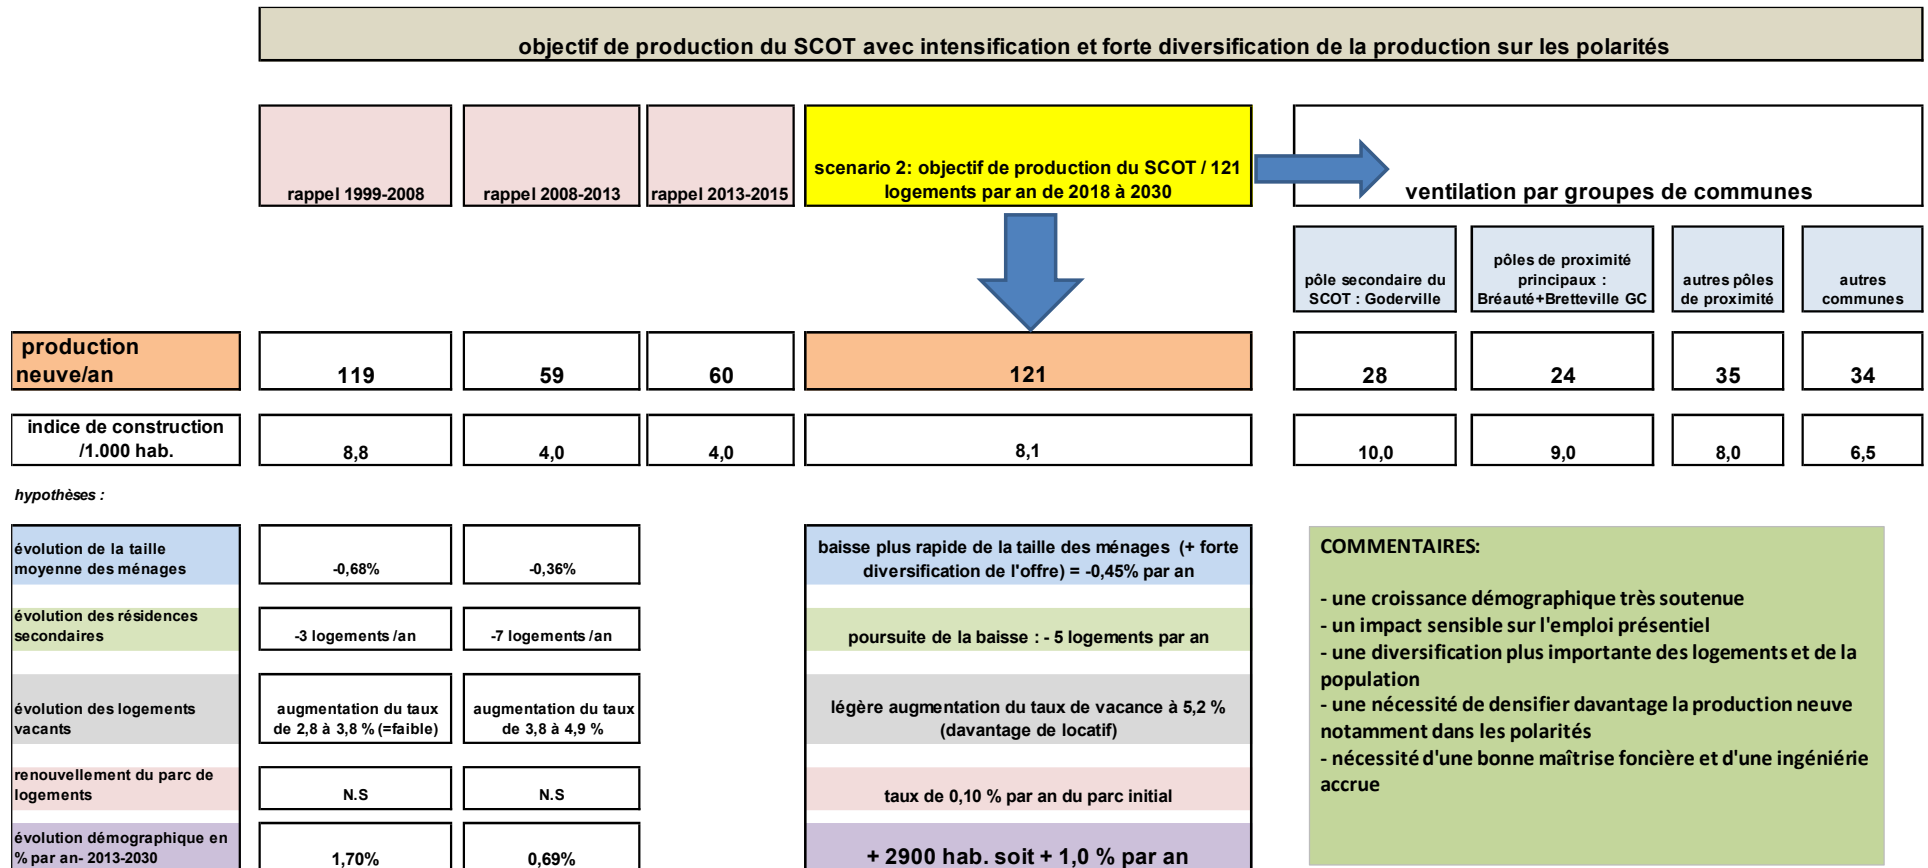 objectif de production du SCOT avec intensification et forte diversification de la production sur les polarités
rappel 1999-2008
rappel 2008-2013
rappel 2013-2015
scenario 2: objectif de production du SCOT / 121
logements par an de 2018 à 2030
ventilation par groupes de communes
pôle secondaire du
SCOT : Goderville
pôles de proximité
principaux :
Bréauté+Bretteville GC
autres pôles
de proximité
autres
communes
production
neuve/an
119
59
60
121
28
24
35
34
indice de construction
/1.000 hab.
8,8
4,0
4,0
8,1
10,0
9,0
8,0
6,5
hypothèses :
évolution de la taille
moyenne des ménages
-0,68%
-0,36%
baisse plus rapide de la taille des ménages (+ forte
diversification de l'offre) = -0,45% par an
évolution des résidences
secondaires
-3 logements /an
-7 logements /an
poursuite de la baisse : - 5 logements par an
évolution des logements
vacants
augmentation du taux
de 2,8 à 3,8 % (=faible)
augmentation du taux
de 3,8 à 4,9 %
légère augmentation du taux de vacance à 5,2 %
(davantage de locatif)
renouvellement du parc de
logements
N.S
N.S
taux de 0,10 % par an du parc initial
évolution démographique en
% par an- 2013-2030
1,70%
0,69%
+ 2900 hab. soit + 1,0 % par an
COMMENTAIRES:
- une croissance démographique très soutenue
- un impact sensible sur l'emploi présentiel
- une diversification plus importante des logements et de la
population
- une nécessité de densifier davantage la production neuve
notamment dans les polarités
- nécessité d'une bonne maîtrise foncière et d'une ingéniérie
accrue